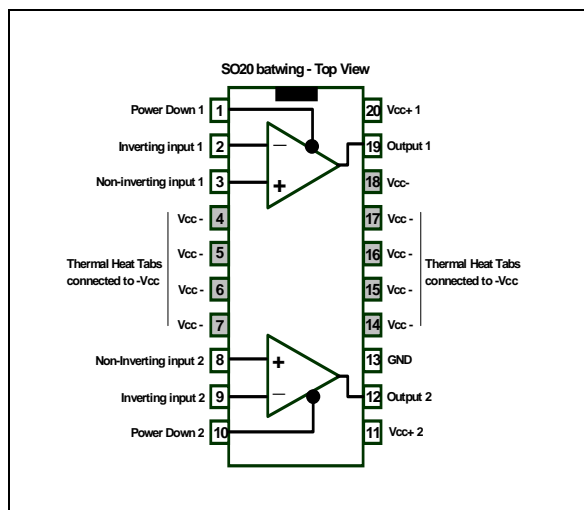 SO20 batwing - Top View
Power Down 1 1 20 Vcc+ 1
Inverting input 1 2 19 Output 1
Non-inverting input 1 3 18 Vcc-
Vcc - 4 17 Vcc -
Vcc - 5 16 Vcc -
Thermal Heat Tabs
connected to -Vcc
Thermal Heat Tabs
connected to -Vcc
Vcc - 6 15 Vcc -
Vcc - 7 14 Vcc -
Non-Inverting input 2 8 13 GND
Inverting input 2 9 12 Output 2
Power Down 2 10 11 Vcc+ 2